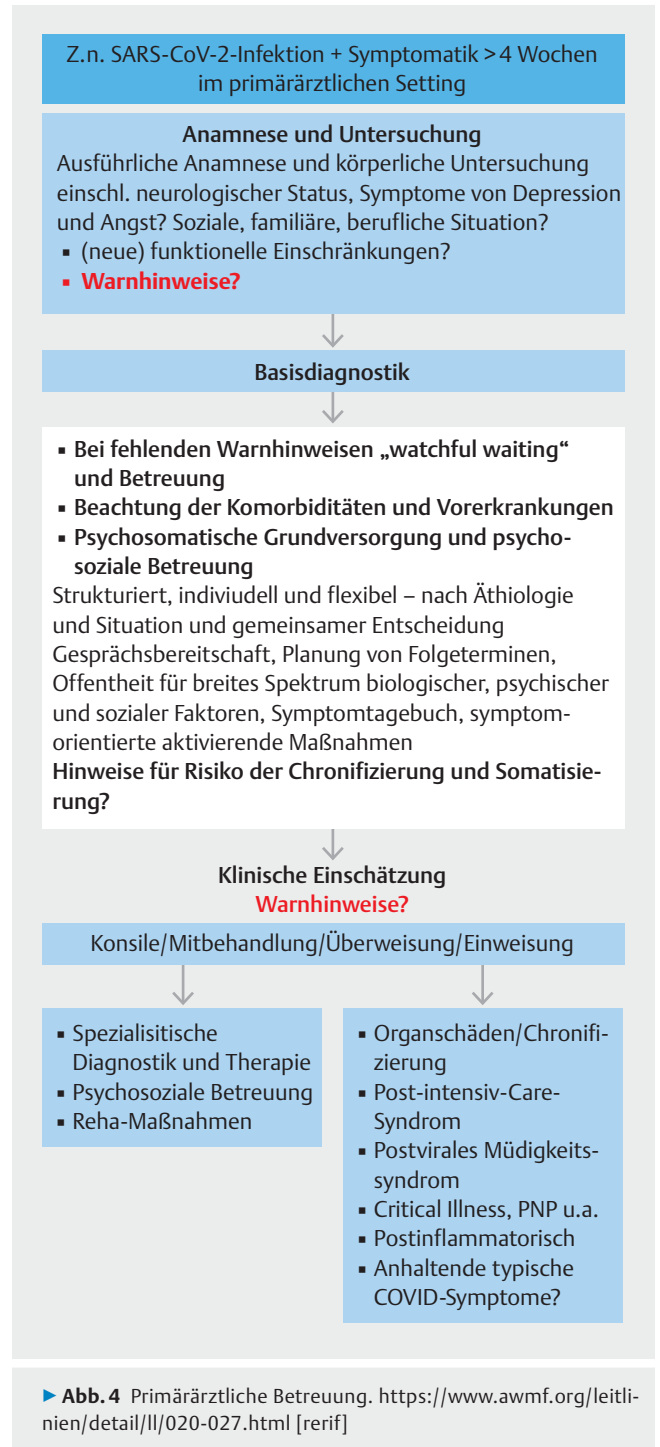 Z.n. SARS-CoV-2-Infektion + Symptomatik > 4 Wochen
im primärärztlichen Setting
Anamnese und Untersuchung
Ausführliche Anamnese und körperliche Untersuchung
einschl. neurologischer Status, Symptome von Depression
und Angst? Soziale, familiäre, berufliche Situation?
▪ (neue) funktionelle Einschränkungen?
▪ Warnhinweise?
Basisdiagnostik
▪ Bei fehlenden Warnhinweisen „watchful waiting“
und Betreuung
▪ Beachtung der Komorbiditäten und Vorerkrankungen
▪ Psychosomatische Grundversorgung und psycho-
soziale Betreuung
Strukturiert, indiviudell und flexibel – nach Äthiologie
und Situation und gemeinsamer Entscheidung
Gesprächsbereitschaft, Planung von Folgeterminen,
Offentheit für breites Spektrum biologischer, psychischer
und sozialer Faktoren, Symptomtagebuch, symptom-
orientierte aktivierende Maßnahmen
Hinweise für Risiko der Chronifizierung und Somatisie-
rung?
Klinische Einschätzung
Warnhinweise?
Konsile/Mitbehandlung/Überweisung/Einweisung
▪ Spezialisitische
Diagnostik und Therapie
▪ Psychosoziale Betreuung
▪ Reha-Maßnahmen
▪ Organschäden/Chronifi-
zierung
▪ Post-intensiv-Care-
Syndrom
▪ Postvirales Müdigkeits-
syndrom
▪ Critical Illness, PNP u.a.
▪ Postinflammatorisch
▪ Anhaltende typische
COVID-Symptome?
▶ Abb. 4 Primärärztliche Betreuung. https://www.awmf.org/leitli-
nien/detail/ll/020-027.html [rerif]